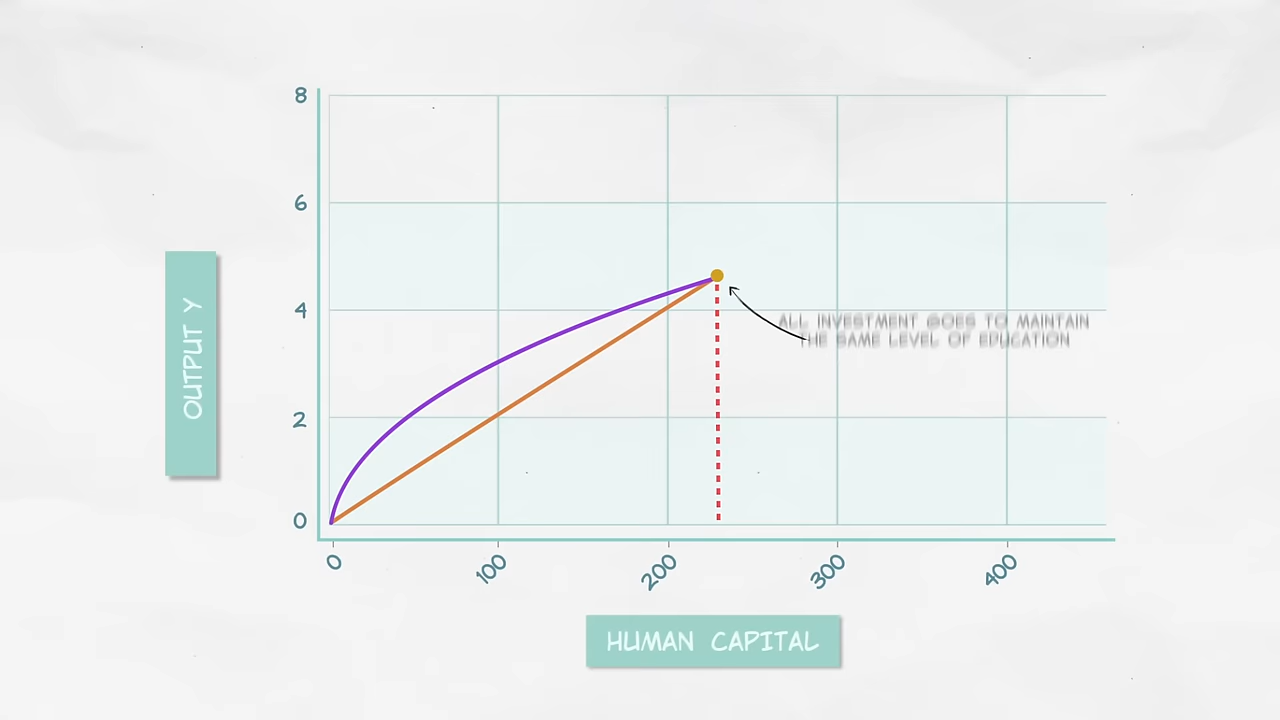 8
6
4
2
0
OUTPUT Y
ALL INVESTMENT GOES TO MAINTAIN
THE SAME LEVEL OF EDUCATION
0
100
200
300
400
HUMAN CAPITAL